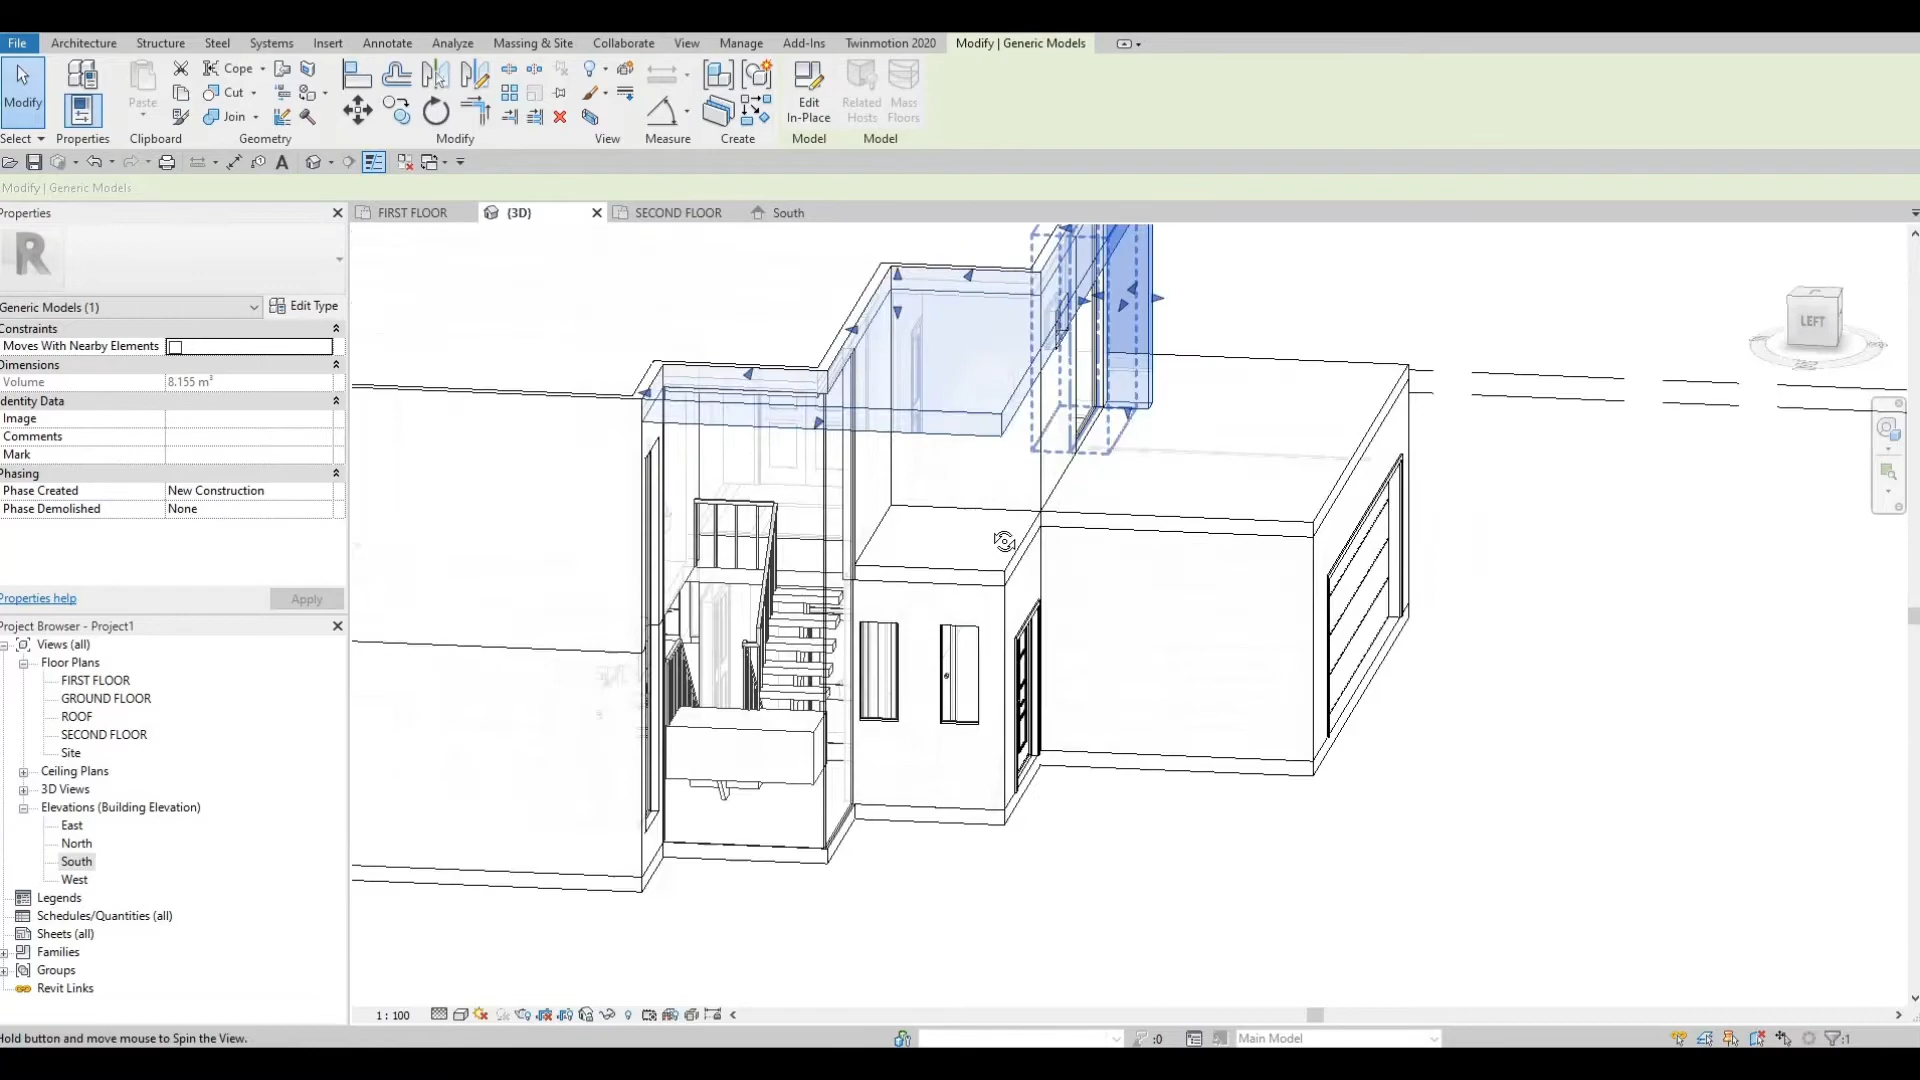 File Architecture Structure Steel Systems Insert Annotate Analyze Massing & Site Collaborate View Manage Add-Ins Twinmotion 2020 Modify | Generic Models
Modify Paste Cope Cut Join Edit In-Place Related Hosts Mass Floors
Select Properties Clipboard Geometry Modify View Measure Create Model Model
Modify | Generic Models
Properties FIRST FLOOR {3D} SECOND FLOOR South
R
Generic Models (1) Edit Type
Constraints
Moves With Nearby Elements
Dimensions
Volume 8.155 m³
Identity Data
Image
Comments
Mark
Phasing
Phase Created New Construction
Phase Demolished None
Properties help Apply
Project Browser - Project1
Views (all)
Floor Plans
FIRST FLOOR
GROUND FLOOR
ROOF
SECOND FLOOR
Site
Ceiling Plans
3D Views
Elevations (Building Elevation)
East
North
South
West
Legends
Schedules/Quantities (all)
Sheets (all)
Families
Groups
Revit Links
LEFT
1 : 100
Hold button and move mouse to Spin the View. :0 Main Model :1